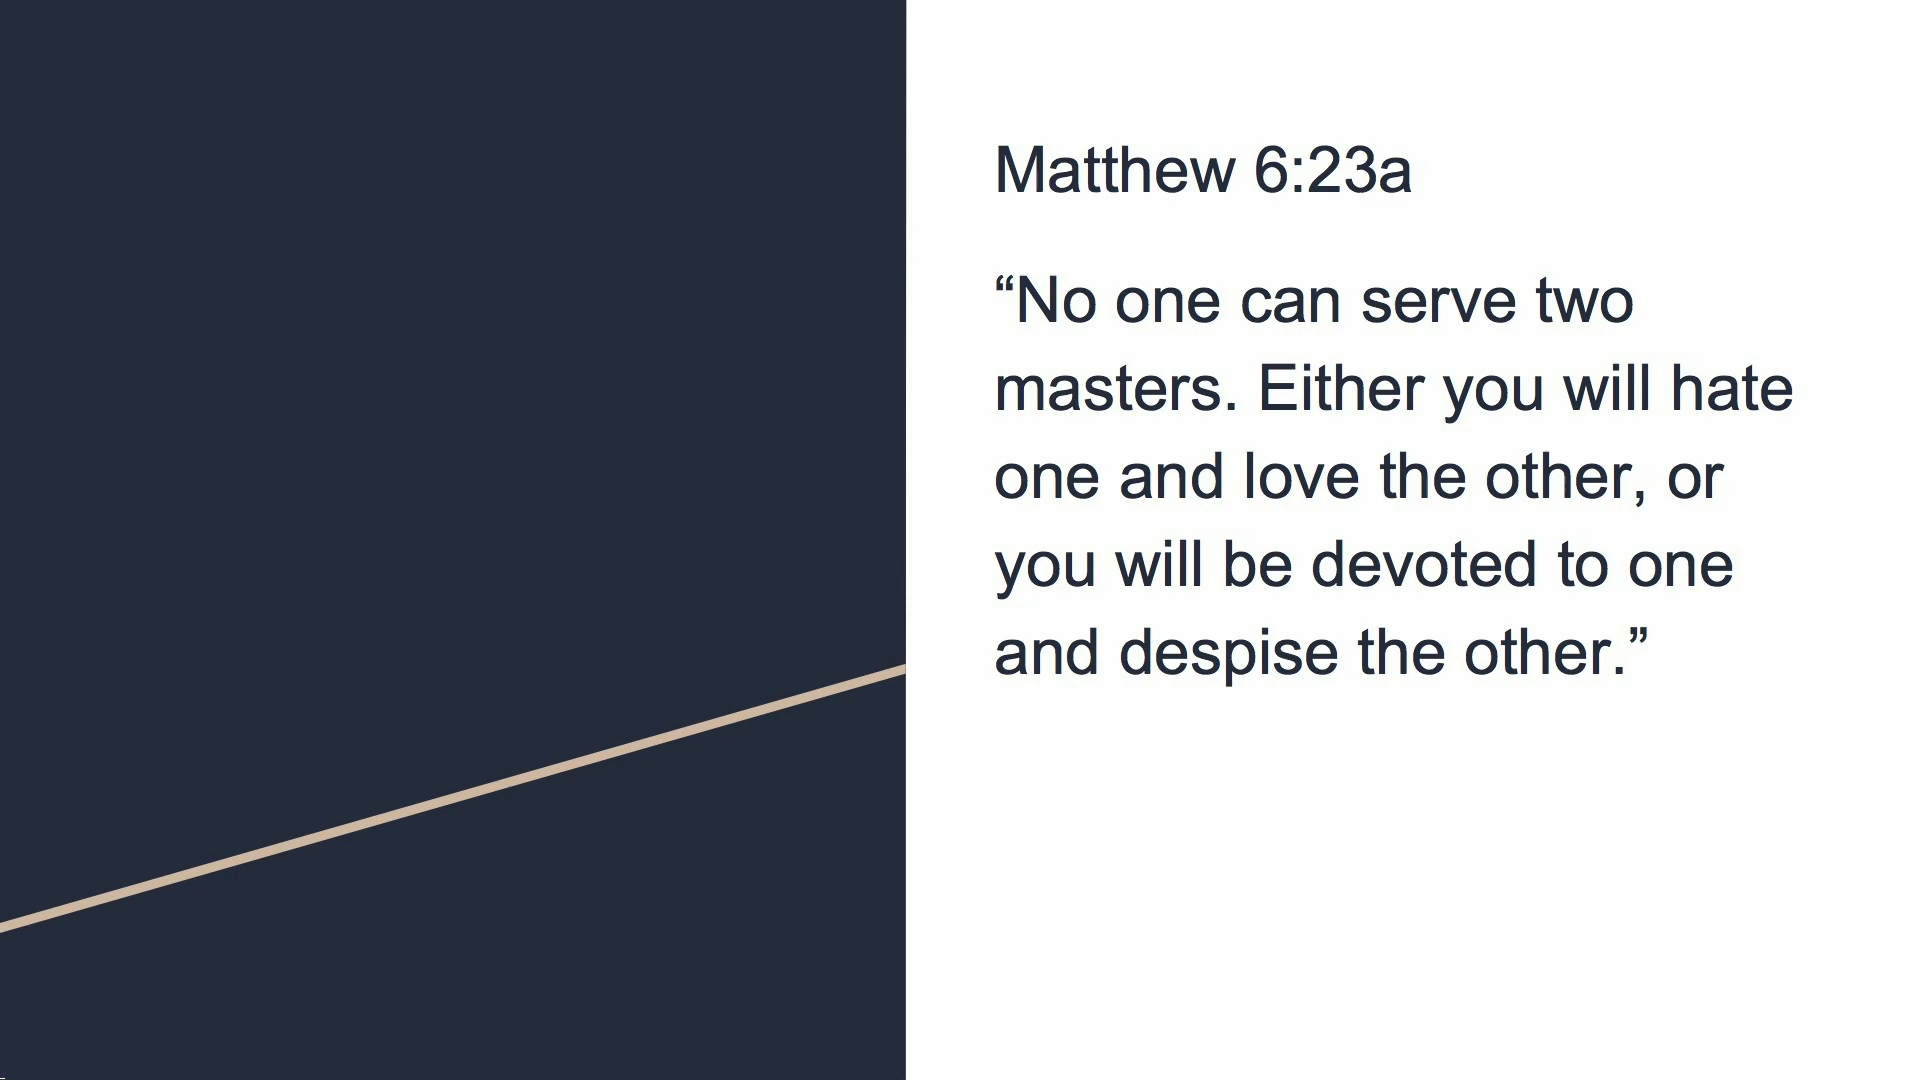 Matthew 6:23a
“No one can serve two
masters. Either you will hate
one and love the other, or
you will be devoted to one
and despise the other.”